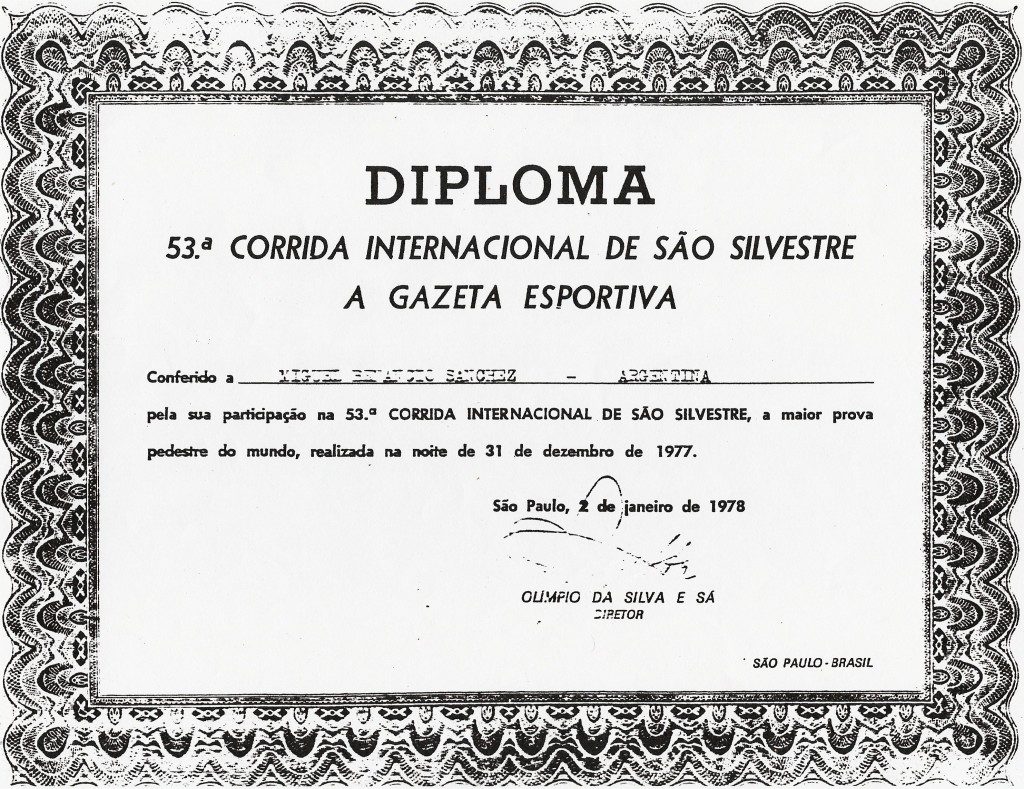 DIPLOMA
53.ª CORRIDA INTERNACIONAL DE SÃO SILVESTRE
A GAZETA ESPORTIVA
Conferido a MIGUEL BENANCIO SANCHEZ - ARGENTINA
pela sua participação na 53.ª CORRIDA INTERNACIONAL DE SÃO SILVESTRE, a maior prova
pedestre do mundo, realizada na noite de 31 de dezembro de 1977.
São Paulo, 2 de janeiro de 1978
OLIMPIO DA SILVA E SÁ
DIRETOR
SÃO PAULO - BRASIL